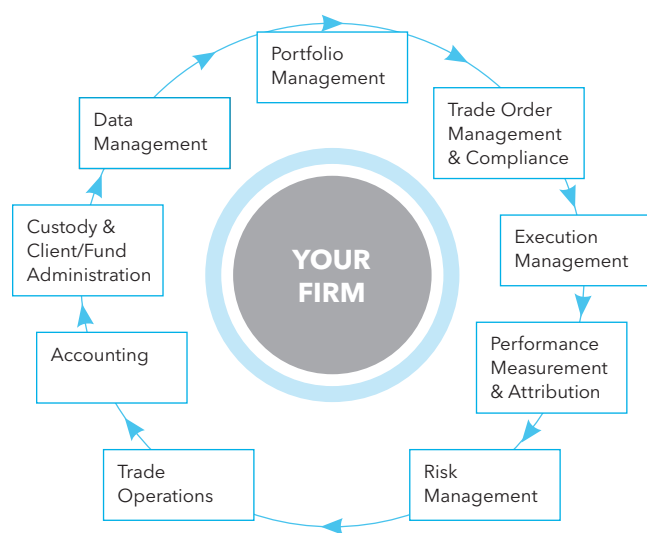 Portfolio
Management
Trade Order
Management
& Compliance
Execution
Management
Performance
Measurement
& Attribution
Risk
Management
Trade
Operations
Accounting
Custody &
Client/Fund
Administration
Data
Management
YOUR
FIRM